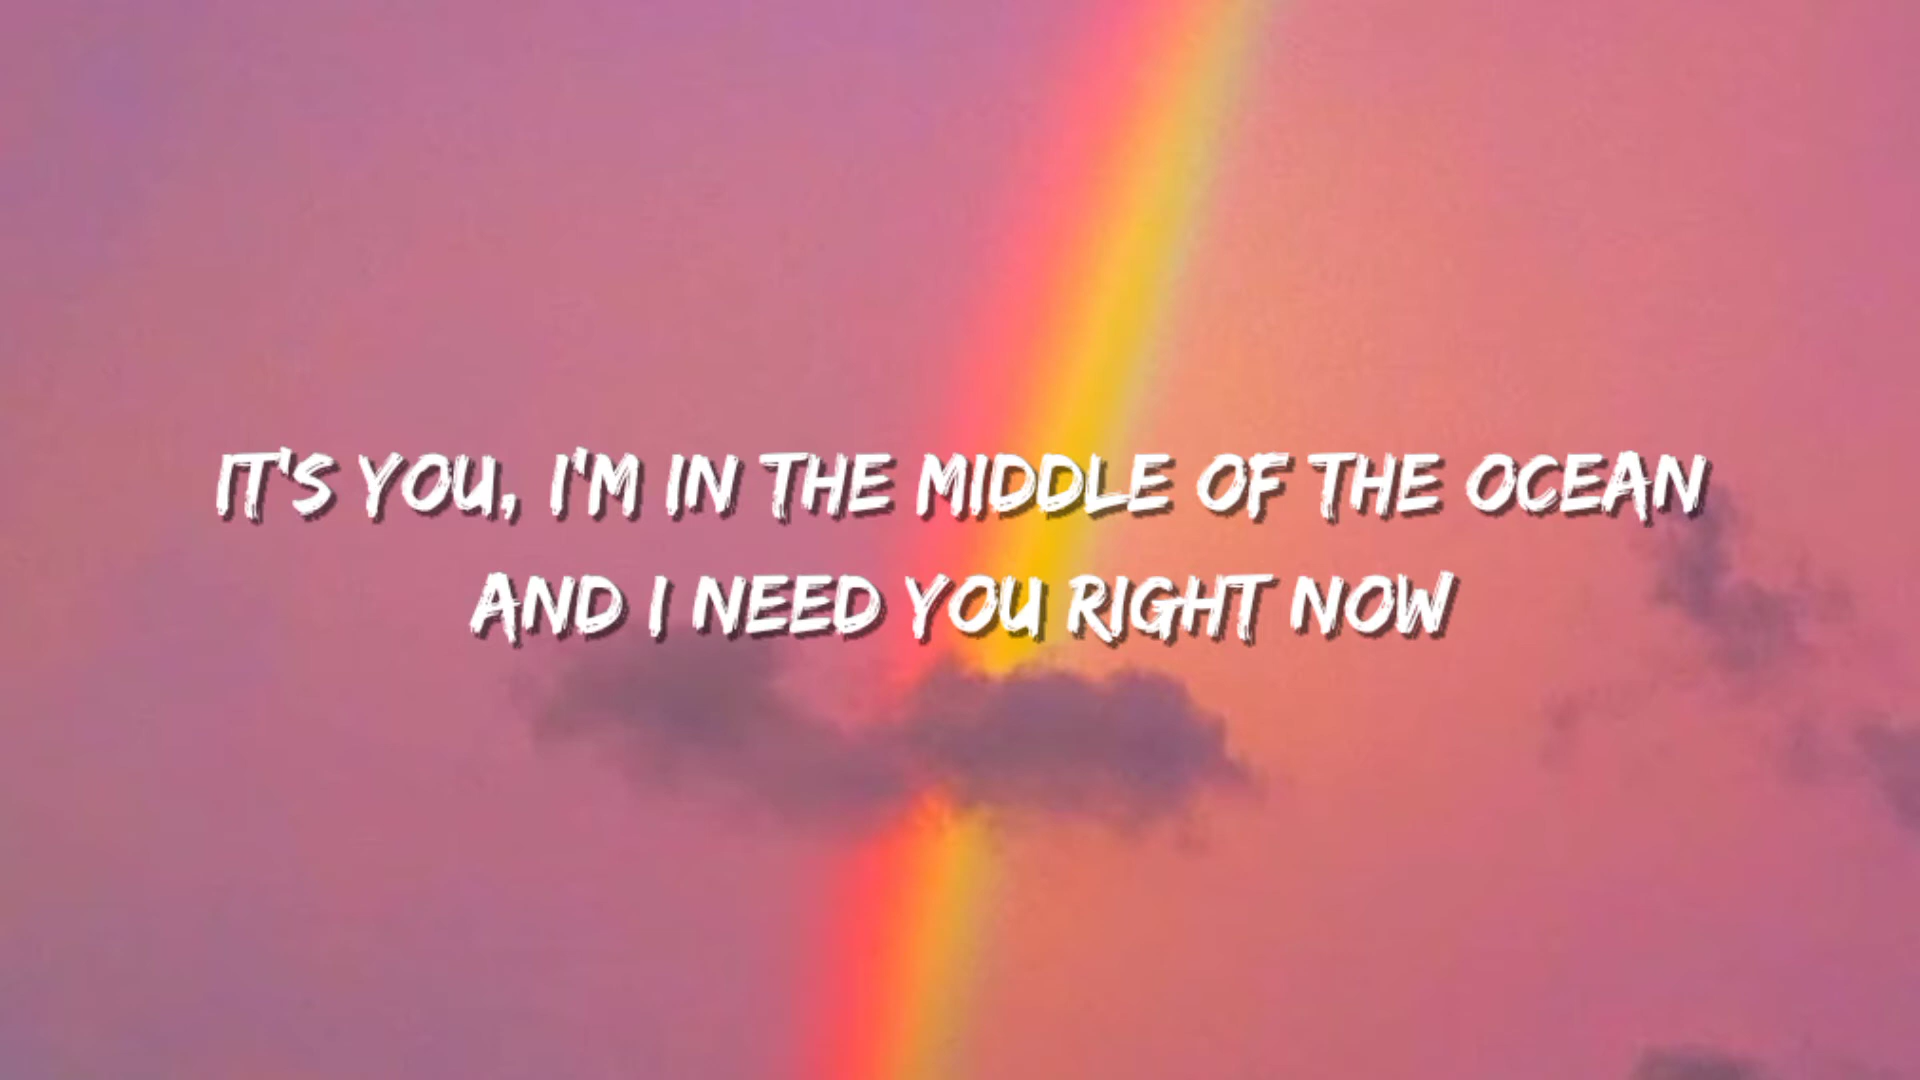 IT'S YOU, I'M IN THE MIDDLE OF THE OCEAN
AND I NEED YOU RIGHT NOW